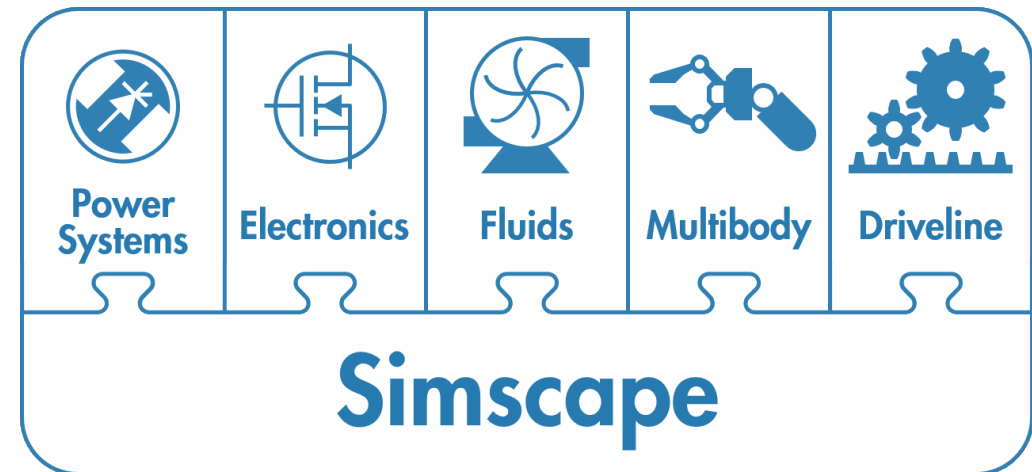 Power
Systems
Electronics
Fluids
Multibody
Driveline
Simscape